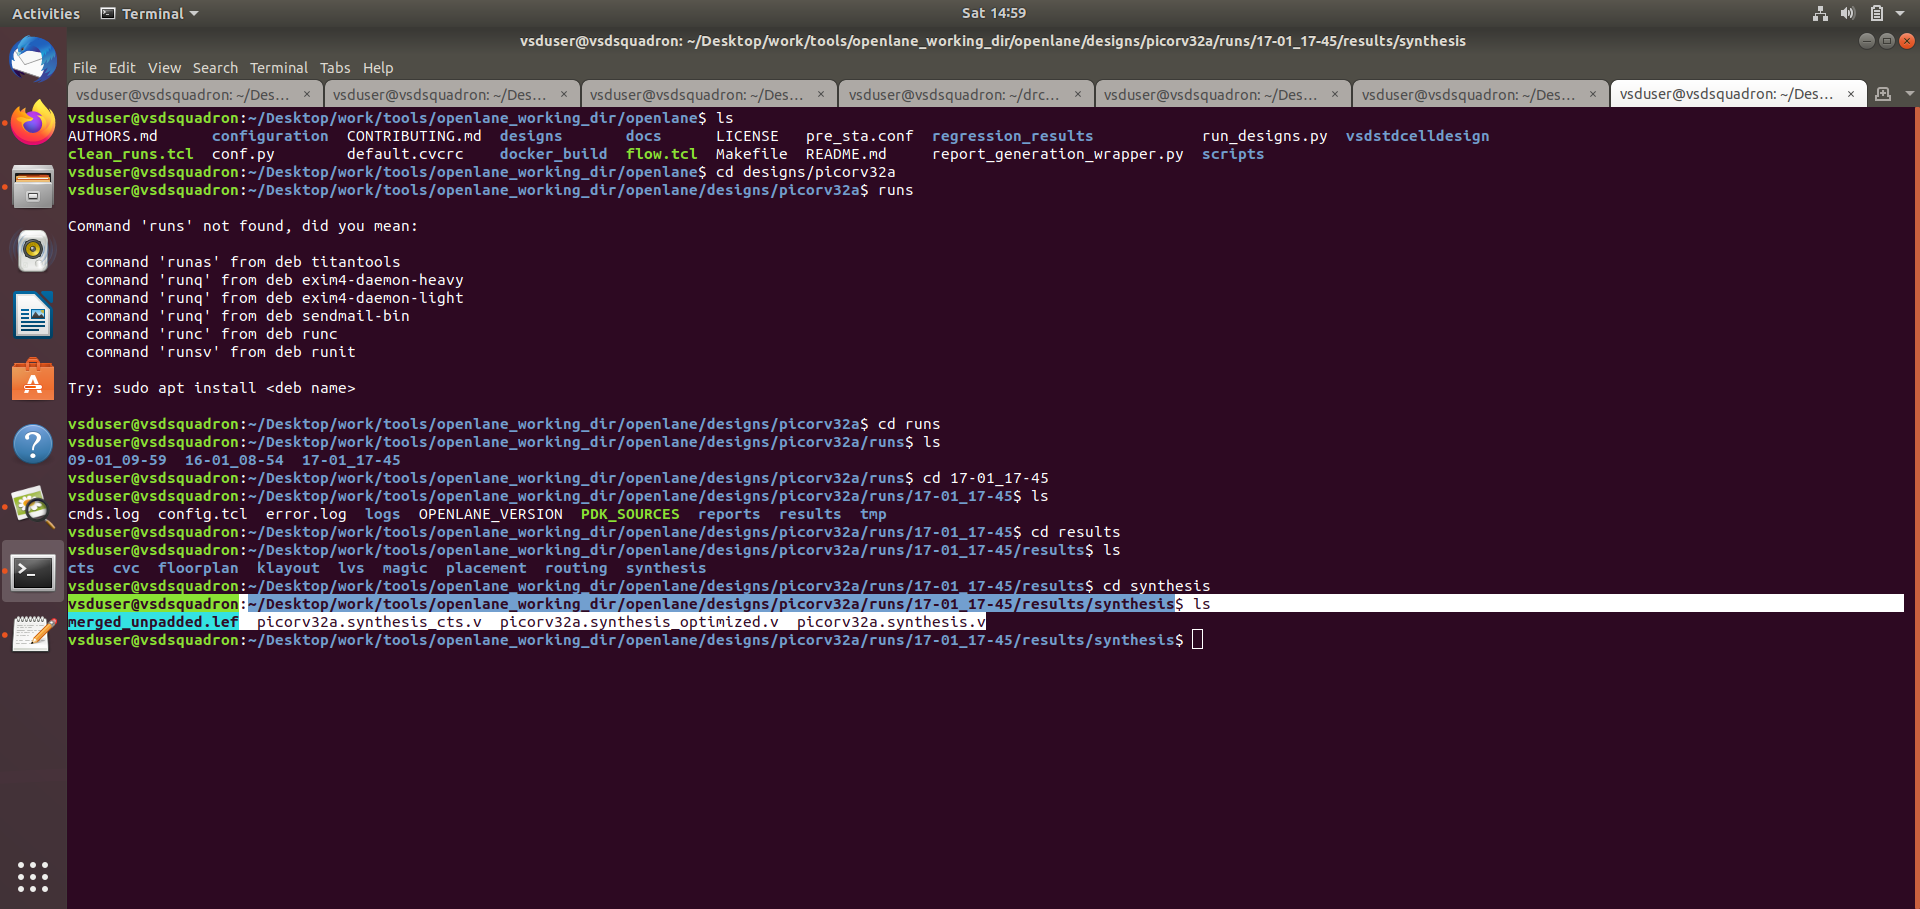 Activities Terminal Sat 14:59
vsduser@vsdsquadron: ~/Desktop/work/tools/openlane_working_dir/openlane/designs/picorv32a/runs/17-01_17-45/results/synthesis
File Edit View Search Terminal Tabs Help
vsduser@vsdsquadron: ~/Des... × vsduser@vsdsquadron: ~/Des... × vsduser@vsdsquadron: ~/Des... × vsduser@vsdsquadron: ~/drc... × vsduser@vsdsquadron: ~/Des... × vsduser@vsdsquadron: ~/Des... × vsduser@vsdsquadron: ~/Des... ×
vsduser@vsdsquadron:~/Desktop/work/tools/openlane_working_dir/openlane$ ls
AUTHORS.md configuration CONTRIBUTING.md designs docs LICENSE pre_sta.conf regression_results run_designs.py vsdstdcelldesign
clean_runs.tcl conf.py default.cvcrc docker_build flow.tcl Makefile README.md report_generation_wrapper.py scripts
vsduser@vsdsquadron:~/Desktop/work/tools/openlane_working_dir/openlane$ cd designs/picorv32a
vsduser@vsdsquadron:~/Desktop/work/tools/openlane_working_dir/openlane/designs/picorv32a$ runs
Command 'runs' not found, did you mean:
command 'runas' from deb titantools
command 'runq' from deb exim4-daemon-heavy
command 'runq' from deb exim4-daemon-light
command 'runq' from deb sendmail-bin
command 'runc' from deb runc
command 'runsv' from deb runit
Try: sudo apt install <deb name>
vsduser@vsdsquadron:~/Desktop/work/tools/openlane_working_dir/openlane/designs/picorv32a$ cd runs
vsduser@vsdsquadron:~/Desktop/work/tools/openlane_working_dir/openlane/designs/picorv32a/runs$ ls
09-01_09-59 16-01_08-54 17-01_17-45
vsduser@vsdsquadron:~/Desktop/work/tools/openlane_working_dir/openlane/designs/picorv32a/runs$ cd 17-01_17-45
vsduser@vsdsquadron:~/Desktop/work/tools/openlane_working_dir/openlane/designs/picorv32a/runs/17-01_17-45$ ls
cmds.log config.tcl error.log logs OPENLANE_VERSION PDK_SOURCES reports results tmp
vsduser@vsdsquadron:~/Desktop/work/tools/openlane_working_dir/openlane/designs/picorv32a/runs/17-01_17-45$ cd results
vsduser@vsdsquadron:~/Desktop/work/tools/openlane_working_dir/openlane/designs/picorv32a/runs/17-01_17-45/results$ ls
cts cvc floorplan klayout lvs magic placement routing synthesis
vsduser@vsdsquadron:~/Desktop/work/tools/openlane_working_dir/openlane/designs/picorv32a/runs/17-01_17-45/results$ cd synthesis
vsduser@vsdsquadron:~/Desktop/work/tools/openlane_working_dir/openlane/designs/picorv32a/runs/17-01_17-45/results/synthesis$ ls
merged_unpadded.lef picorv32a.synthesis_cts.v picorv32a.synthesis_optimized.v picorv32a.synthesis.v
vsduser@vsdsquadron:~/Desktop/work/tools/openlane_working_dir/openlane/designs/picorv32a/runs/17-01_17-45/results/synthesis$